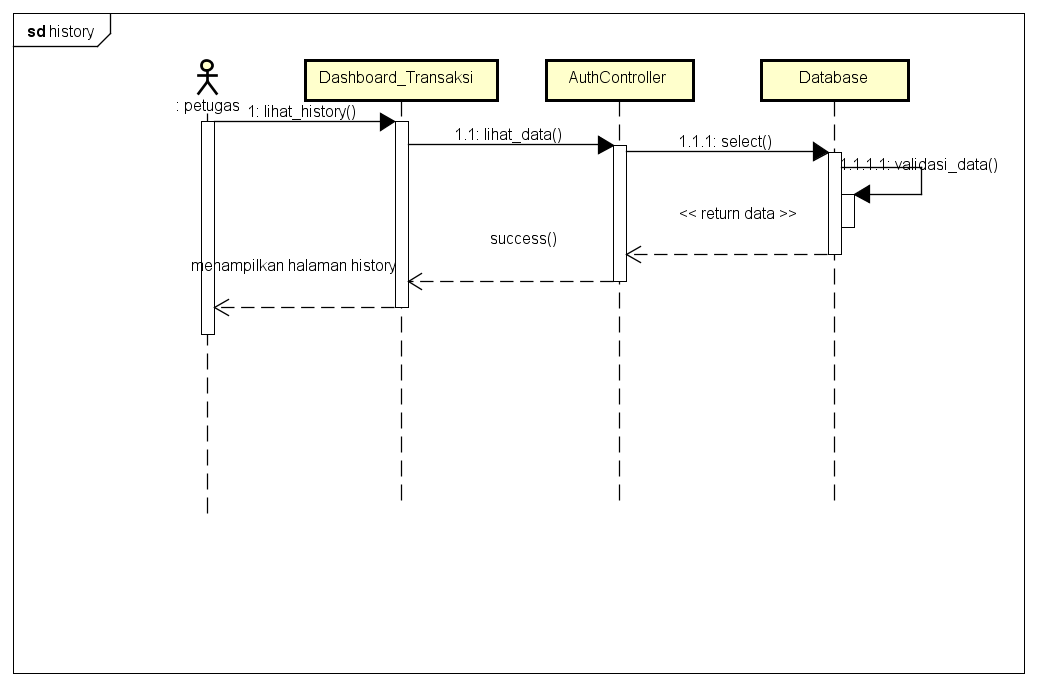 sd history
: petugas
Dashboard_Transaksi
AuthController
Database
1: lihat_history()
1.1: lihat_data()
1.1.1: select()
1.1.1.1: validasi_data()
<< return data >>
success()
menampilkan halaman history